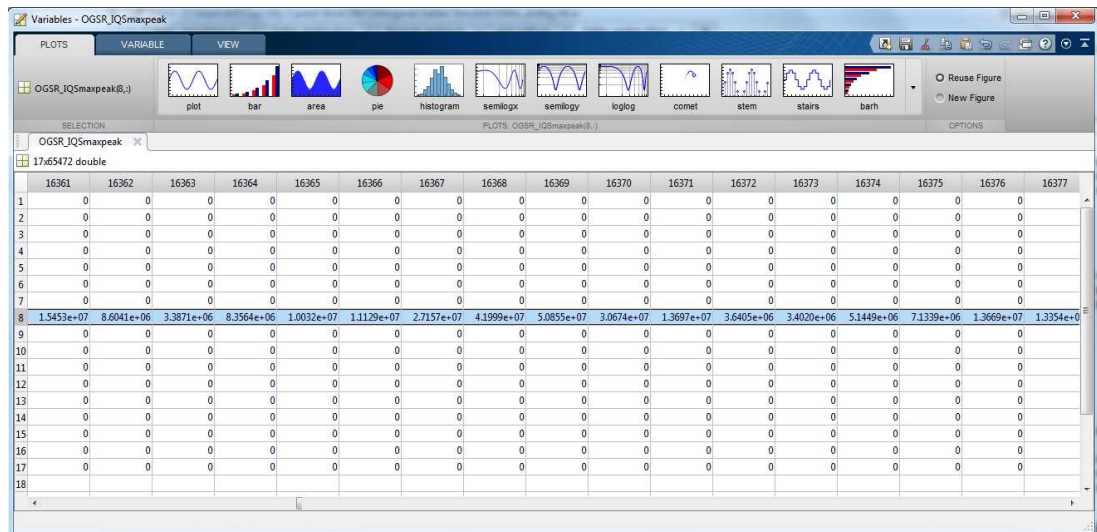 Variables - OGSR_IQSmaxpeak
PLOTS VARIABLE VIEW
OGSR_IQSmaxpeak(8,:)
plot bar area pie histogram semilogx semilogy loglog comet stem stairs barh
Reuse Figure
New Figure
SELECTION PLOTS: OGSR_IQSmaxpeak(8,:) OPTIONS
OGSR_IQSmaxpeak
17x65472 double
16361 16362 16363 16364 16365 16366 16367 16368 16369 16370 16371 16372 16373 16374 16375 16376 16377
1 0 0 0 0 0 0 0 0 0 0 0 0 0 0 0 0
2 0 0 0 0 0 0 0 0 0 0 0 0 0 0 0 0
3 0 0 0 0 0 0 0 0 0 0 0 0 0 0 0 0
4 0 0 0 0 0 0 0 0 0 0 0 0 0 0 0 0
5 0 0 0 0 0 0 0 0 0 0 0 0 0 0 0 0
6 0 0 0 0 0 0 0 0 0 0 0 0 0 0 0 0
7 0 0 0 0 0 0 0 0 0 0 0 0 0 0 0 0
8 1.5453e+07 8.6041e+06 3.3871e+06 8.3564e+06 1.0032e+07 1.1129e+07 2.7157e+07 4.1999e+07 5.0855e+07 3.0674e+07 1.3697e+07 3.6405e+06 3.4020e+06 5.1449e+06 7.1339e+06 1.3669e+07 1.3354e+0
9 0 0 0 0 0 0 0 0 0 0 0 0 0 0 0 0
10 0 0 0 0 0 0 0 0 0 0 0 0 0 0 0 0
11 0 0 0 0 0 0 0 0 0 0 0 0 0 0 0 0
12 0 0 0 0 0 0 0 0 0 0 0 0 0 0 0 0
13 0 0 0 0 0 0 0 0 0 0 0 0 0 0 0 0
14 0 0 0 0 0 0 0 0 0 0 0 0 0 0 0 0
15 0 0 0 0 0 0 0 0 0 0 0 0 0 0 0 0
16 0 0 0 0 0 0 0 0 0 0 0 0 0 0 0 0
17 0 0 0 0 0 0 0 0 0 0 0 0 0 0 0 0
18